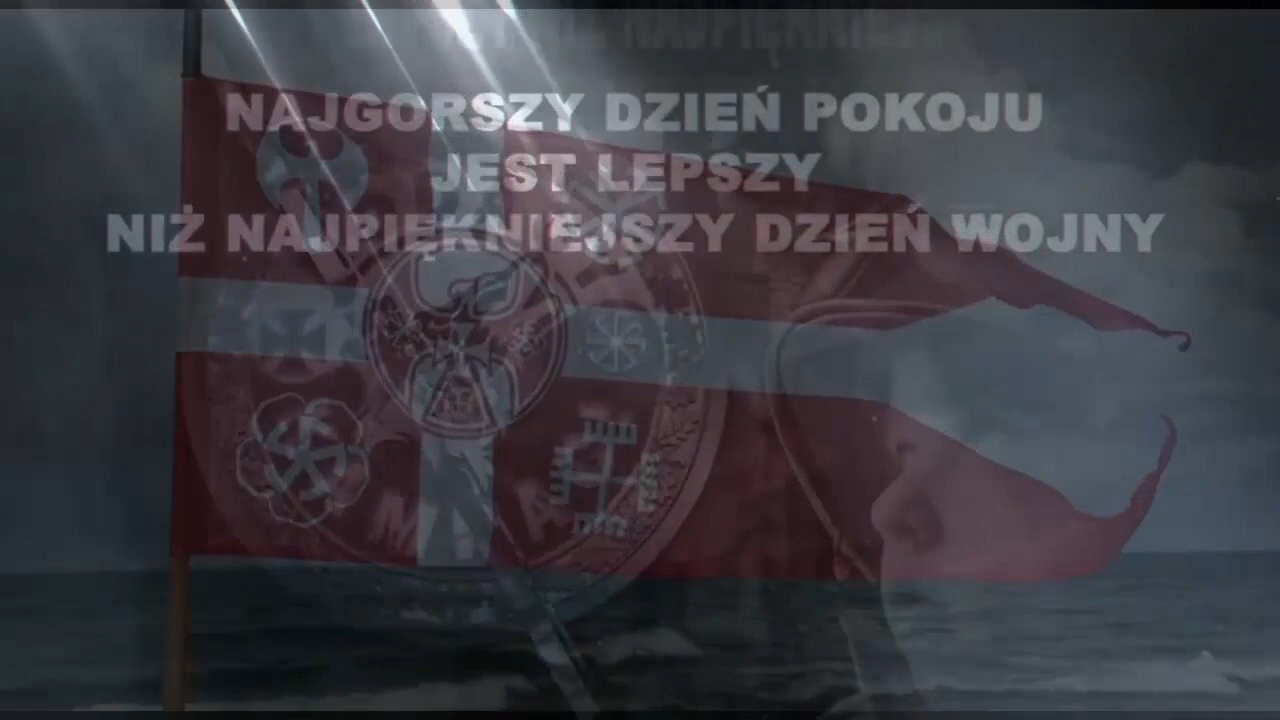 NAJGORSZY DZIEŃ POKOJU
JEST LEPSZY
NIŻ NAJPIĘKNIEJSZY DZIEŃ WOJNY